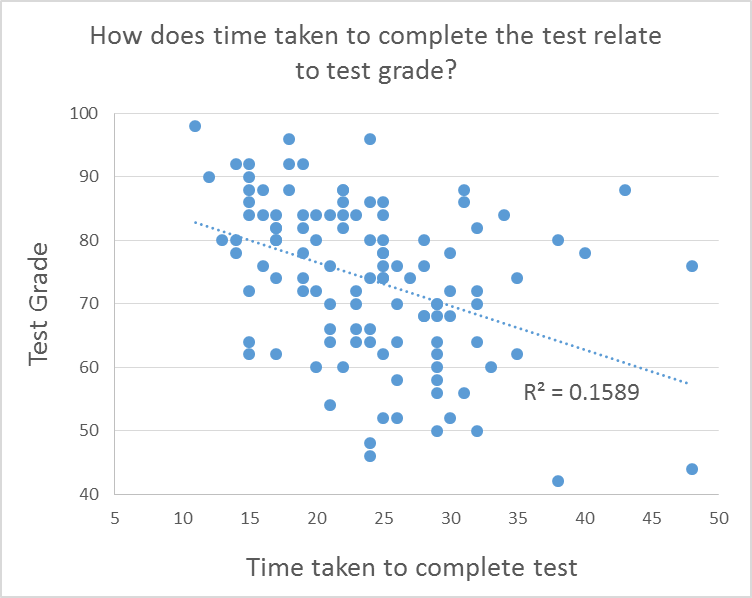 How does time taken to complete the test relate
to test grade?
100
90
80
70
60
50
40
Test Grade
R² = 0.1589
5 10 15 20 25 30 35 40 45 50
Time taken to complete test